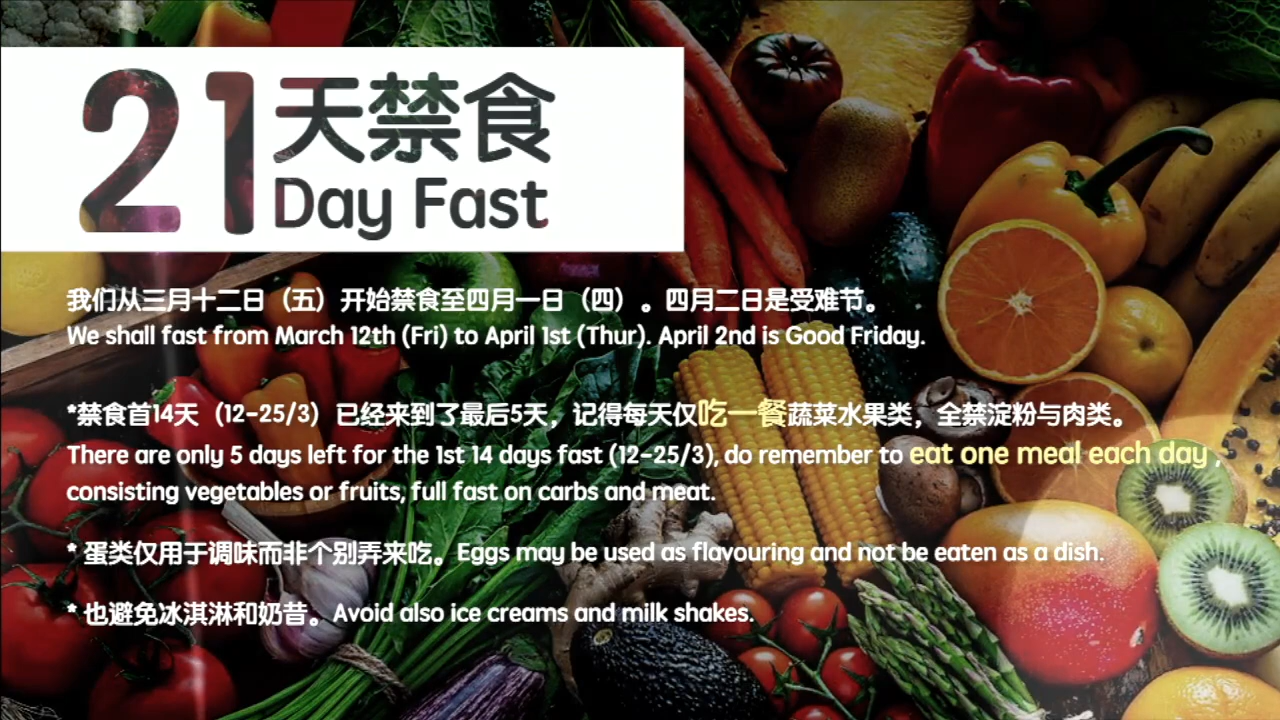 21天禁食
Day Fast
我们从三月十二日（五）开始禁食至四月一日（四）。四月二日是受难节。
We shall fast from March 12th (Fri) to April 1st (Thur). April 2nd is Good Friday.
*禁食首14天（12-25/3）已经来到了最后5天，记得每天仅吃一餐蔬菜水果类，全禁淀粉与肉类。
There are only 5 days left for the 1st 14 days fast (12-25/3), do remember to eat one meal each day ,
consisting vegetables or fruits, full fast on carbs and meat.
* 蛋类仅用于调味而非个别弄来吃。Eggs may be used as flavouring and not be eaten as a dish.
* 也避免冰淇淋和奶昔。Avoid also ice creams and milk shakes.